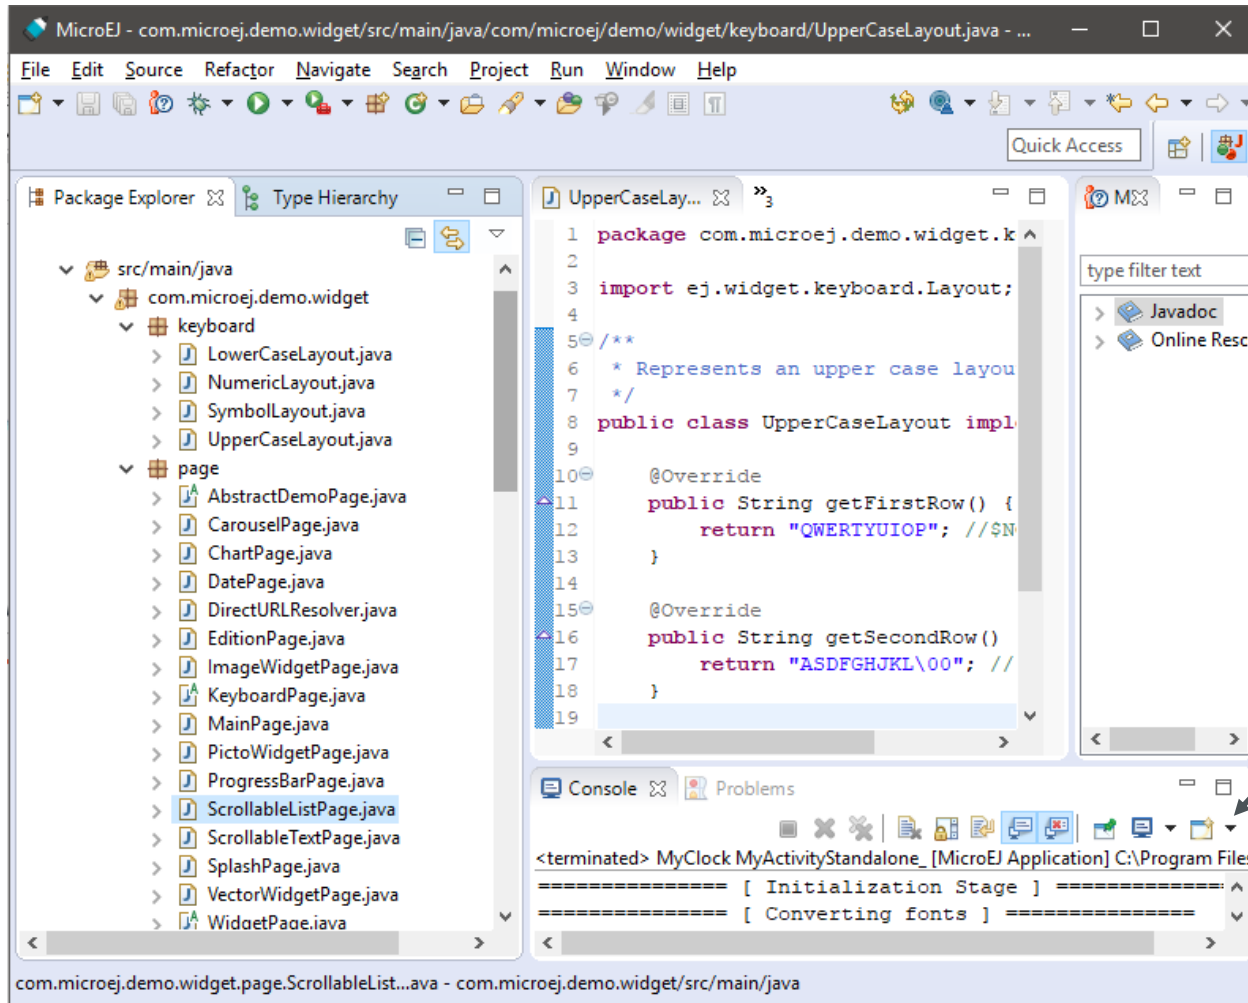 MicroEJ - com.microej.demo.widget/src/main/java/com/microej/demo/widget/keyboard/UpperCaseLayout.java - ...
File Edit Source Refactor Navigate Search Project Run Window Help
Quick Access
Package Explorer Type Hierarchy
src/main/java
com.microej.demo.widget
keyboard
LowerCaseLayout.java
NumericLayout.java
SymbolLayout.java
UpperCaseLayout.java
page
AbstractDemoPage.java
CarouselPage.java
ChartPage.java
DatePage.java
DirectURLResolver.java
EditionPage.java
ImageWidgetPage.java
KeyboardPage.java
MainPage.java
PictoWidgetPage.java
ProgressBarPage.java
ScrollableListPage.java
ScrollableTextPage.java
SplashPage.java
VectorWidgetPage.java
WidgetPage.java
UpperCaseLay... »3
1 package com.microej.demo.widget.k
2
3 import ej.widget.keyboard.Layout;
4
5 /**
6 * Represents an upper case layou
7 */
8 public class UpperCaseLayout impl
9
10 @Override
11 public String getFirstRow() {
12 return "QWERTYUIOP"; //$N
13 }
14
15 @Override
16 public String getSecondRow()
17 return "ASDFGHJKL\00"; //
18 }
19
M
type filter text
Javadoc
Online Resc
Console Problems
<terminated> MyClock MyActivityStandalone_ [MicroEJ Application] C:\Program Files
=============== [ Initialization Stage ] =============
=============== [ Converting fonts ] ===============
com.microej.demo.widget.page.ScrollableList...ava - com.microej.demo.widget/src/main/java